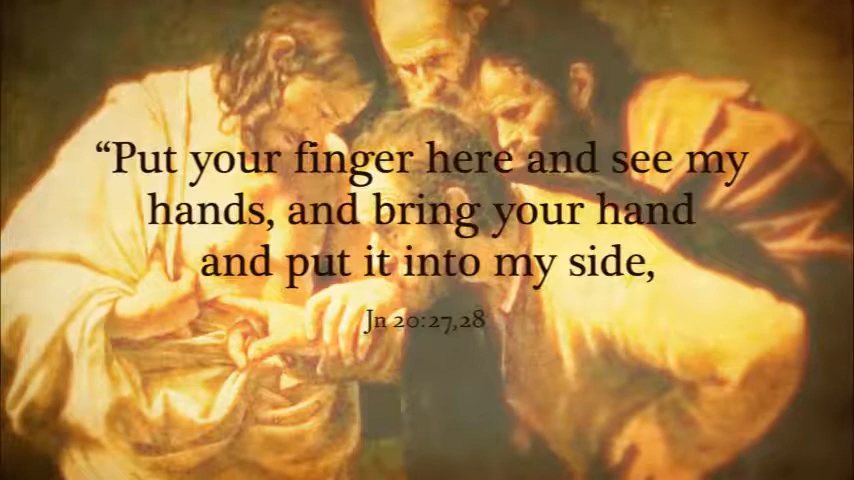 “Put your finger here and see my
hands, and bring your hand
and put it into my side,
Jn 20:27,28